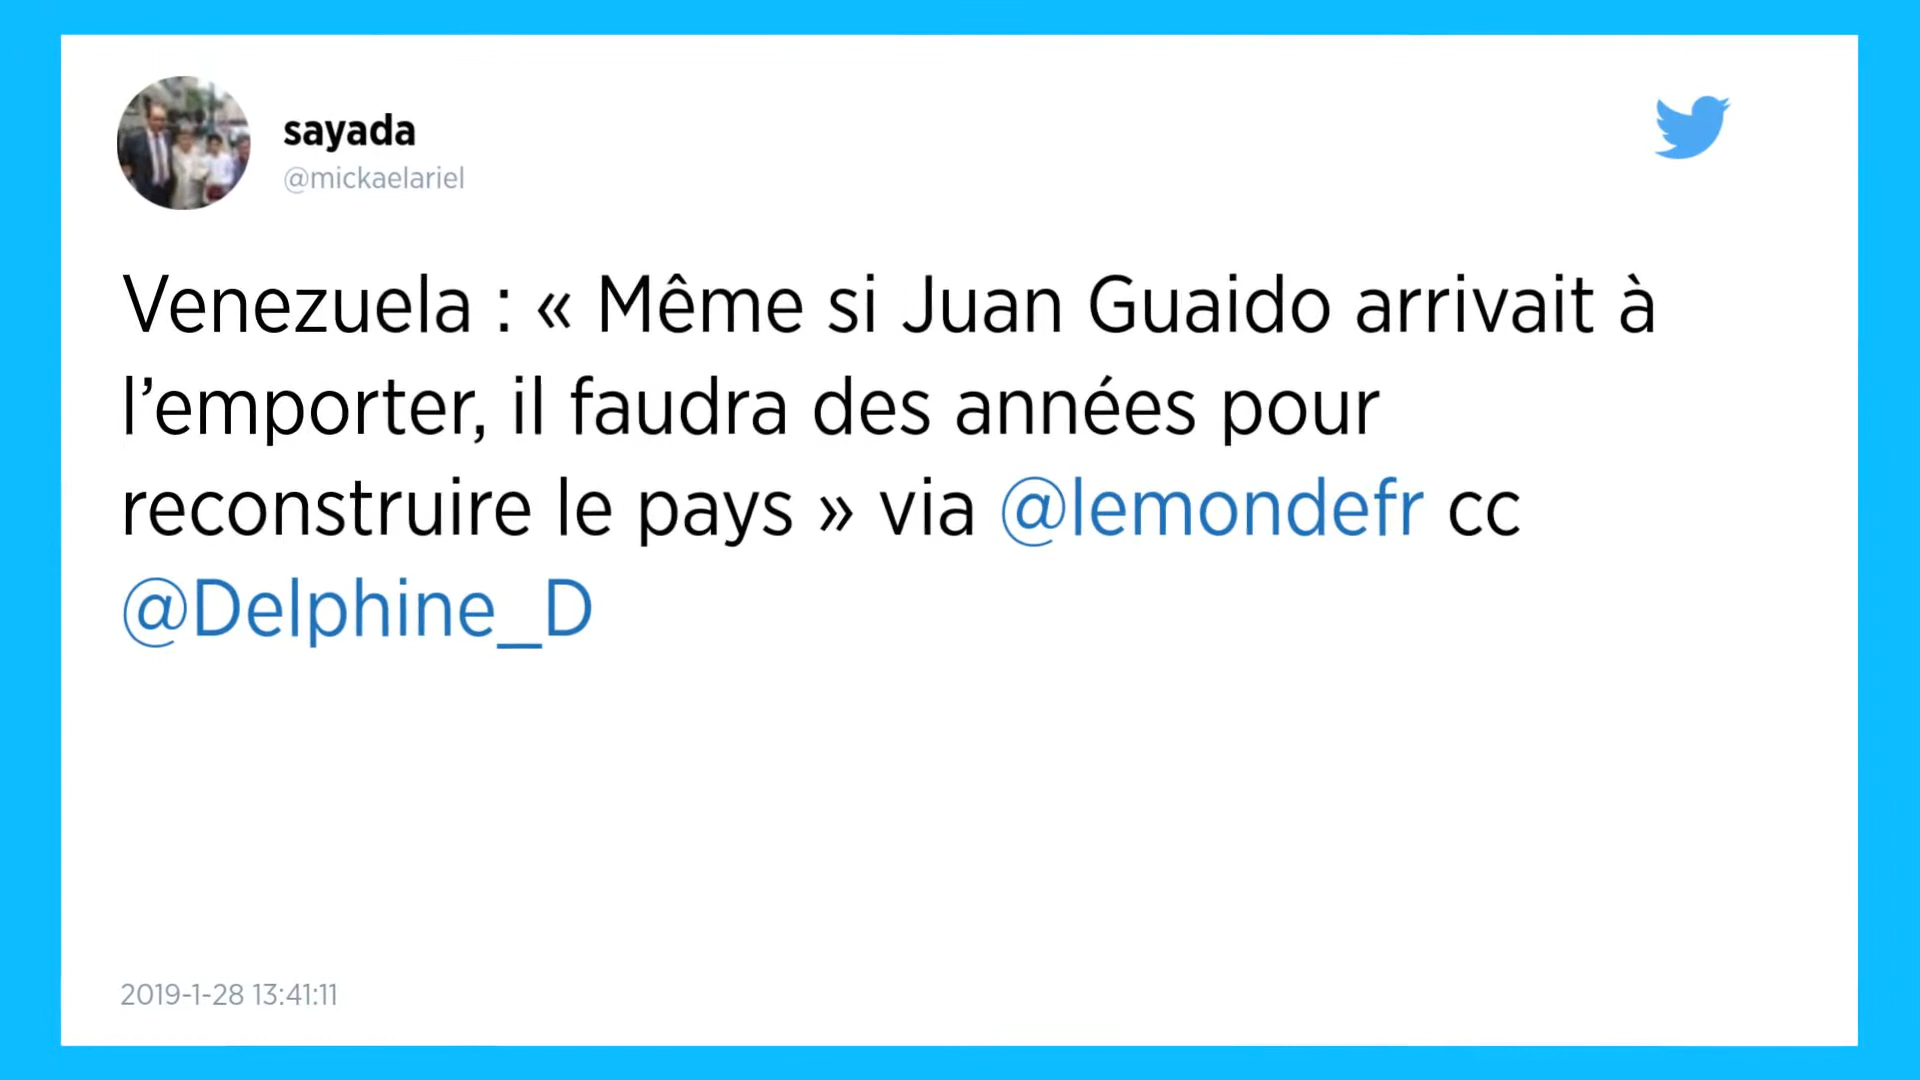 sayada
@mickaelariel
Venezuela : « Même si Juan Guaido arrivait à
l’emporter, il faudra des années pour
reconstruire le pays » via @lemondefr cc
@Delphine_D
2019-1-28 13:41:11